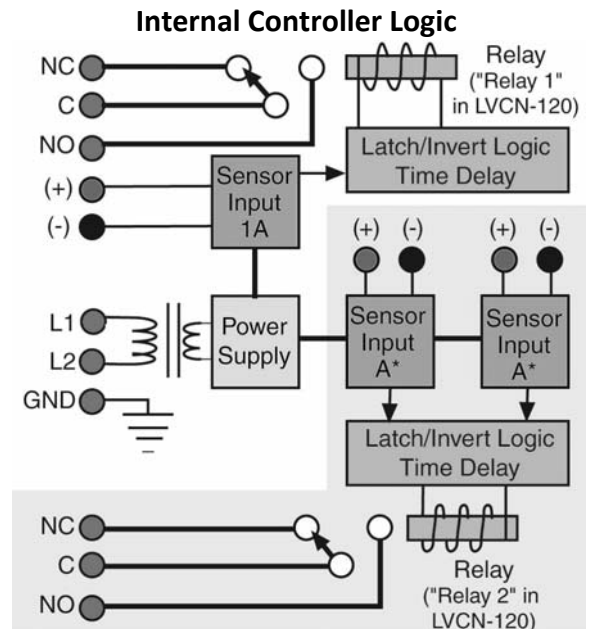 Internal Controller Logic
NC
C
NO
(+)
(-)
Relay
("Relay 1"
in LVCN-120)
Latch/Invert Logic
Time Delay
Sensor
Input
1A
(+) (-) (+) (-)
L1
L2
GND
Power
Supply
Sensor
Input
A*
Sensor
Input
A*
Latch/Invert Logic
Time Delay
NC
C
NO
Relay
("Relay 2" in
LVCN-120)